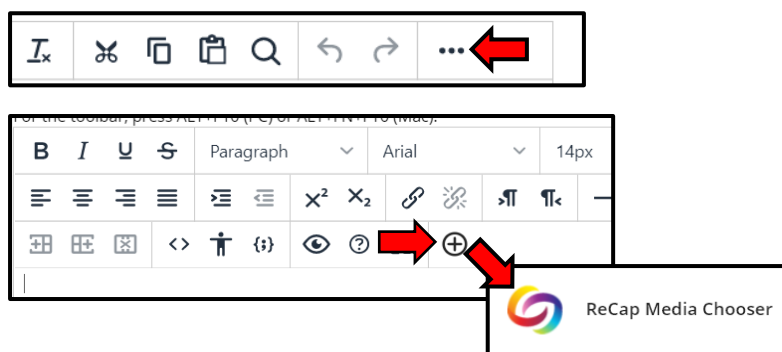 For the toolbar, press ALT+F10 (PC) or ALT+FN+F10 (Mac).
B I U S Paragraph Arial 14px
ReCap Media Chooser